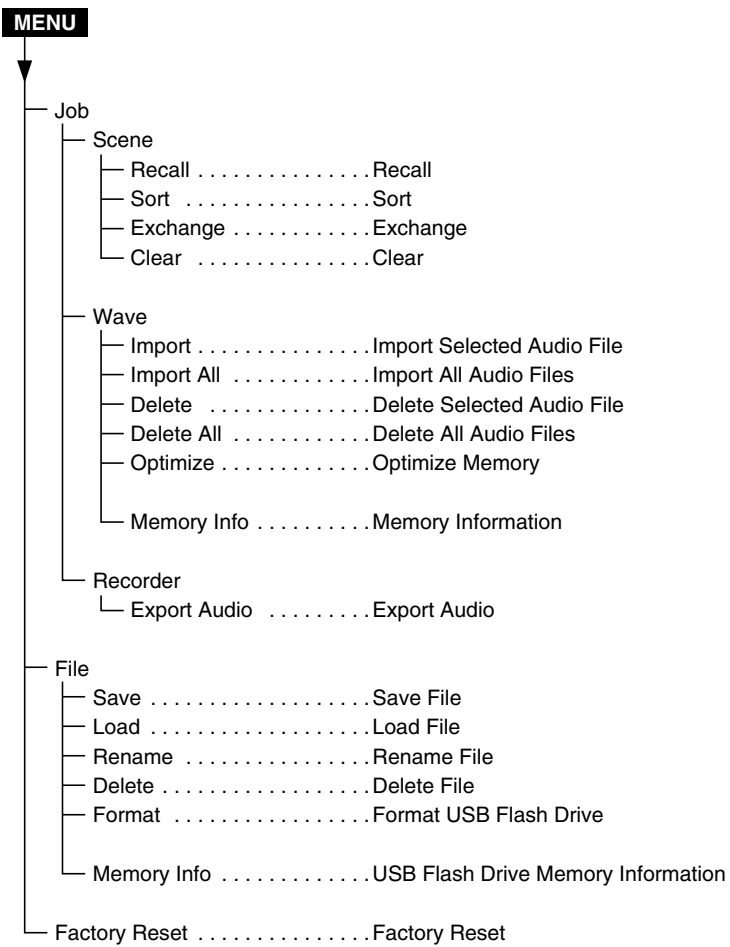 MENU
Job
Scene
Recall . . . . . . . . . . . . . . . Recall
Sort . . . . . . . . . . . . . . . . Sort
Exchange . . . . . . . . . . . . Exchange
Clear . . . . . . . . . . . . . . . Clear
Wave
Import . . . . . . . . . . . . . . . Import Selected Audio File
Import All . . . . . . . . . . . . Import All Audio Files
Delete . . . . . . . . . . . . . . Delete Selected Audio File
Delete All . . . . . . . . . . . . Delete All Audio Files
Optimize . . . . . . . . . . . . . Optimize Memory
Memory Info . . . . . . . . . . Memory Information
Recorder
Export Audio . . . . . . . . . Export Audio
File
Save . . . . . . . . . . . . . . . . . . . Save File
Load . . . . . . . . . . . . . . . . . . . Load File
Rename . . . . . . . . . . . . . . . . Rename File
Delete . . . . . . . . . . . . . . . . . . Delete File
Format . . . . . . . . . . . . . . . . . Format USB Flash Drive
Memory Info . . . . . . . . . . . . . USB Flash Drive Memory Information
Factory Reset . . . . . . . . . . . . . . . Factory Reset